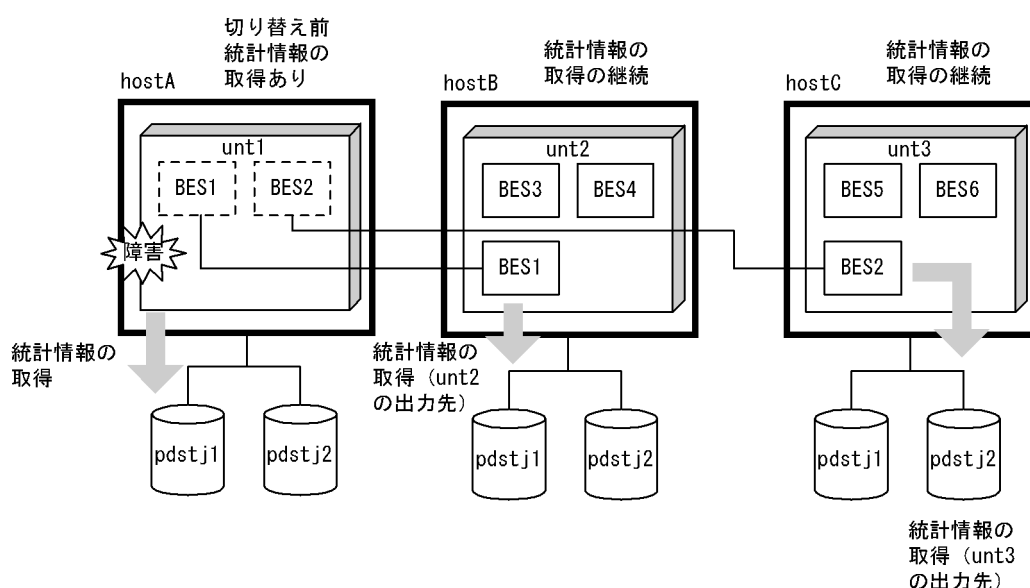 切り替え前
統計情報の
取得あり
hostA
unt1
BES1
BES2
障害
統計情報の
取得
pdstj1
pdstj2
統計情報の
取得の継続
hostB
unt2
BES3
BES4
BES1
統計情報の
取得（unt2
の出力先）
pdstj1
pdstj2
統計情報の
取得の継続
hostC
unt3
BES5
BES6
BES2
pdstj1
pdstj2
統計情報の
取得（unt3
の出力先）